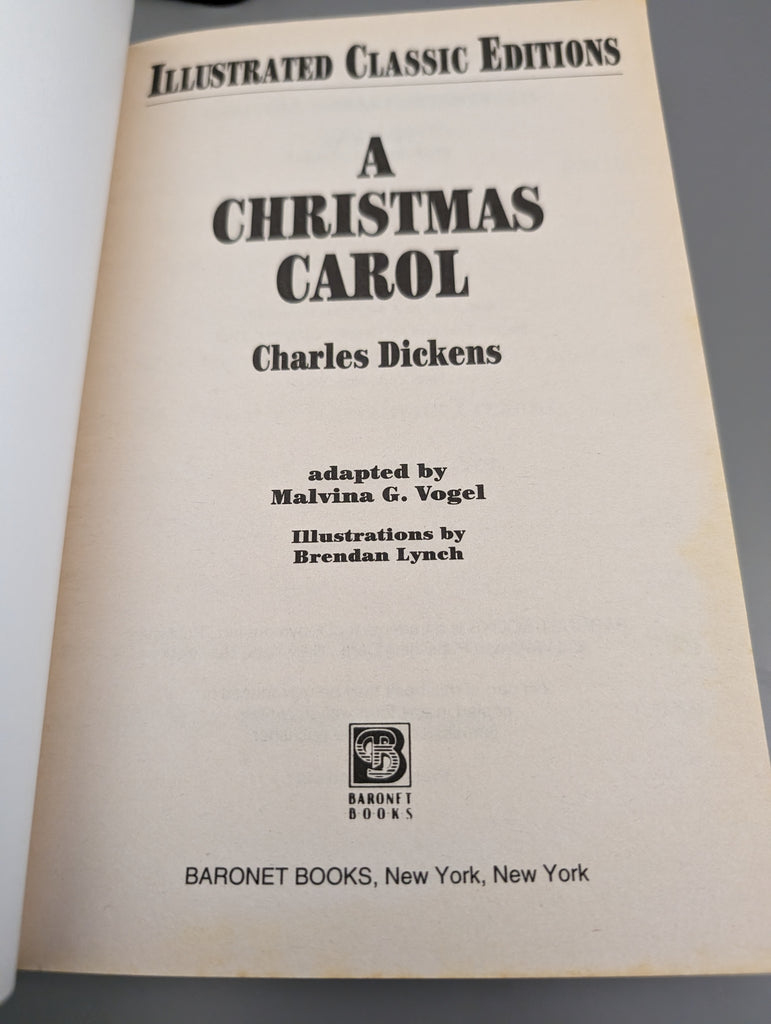 ILLUSTRATED CLASSIC EDITIONS
A
CHRISTMAS
CAROL
Charles Dickens
adapted by
Malvina G. Vogel
Illustrations by
Brendan Lynch
BARONET
BOOKS
BARONET BOOKS, New York, New York